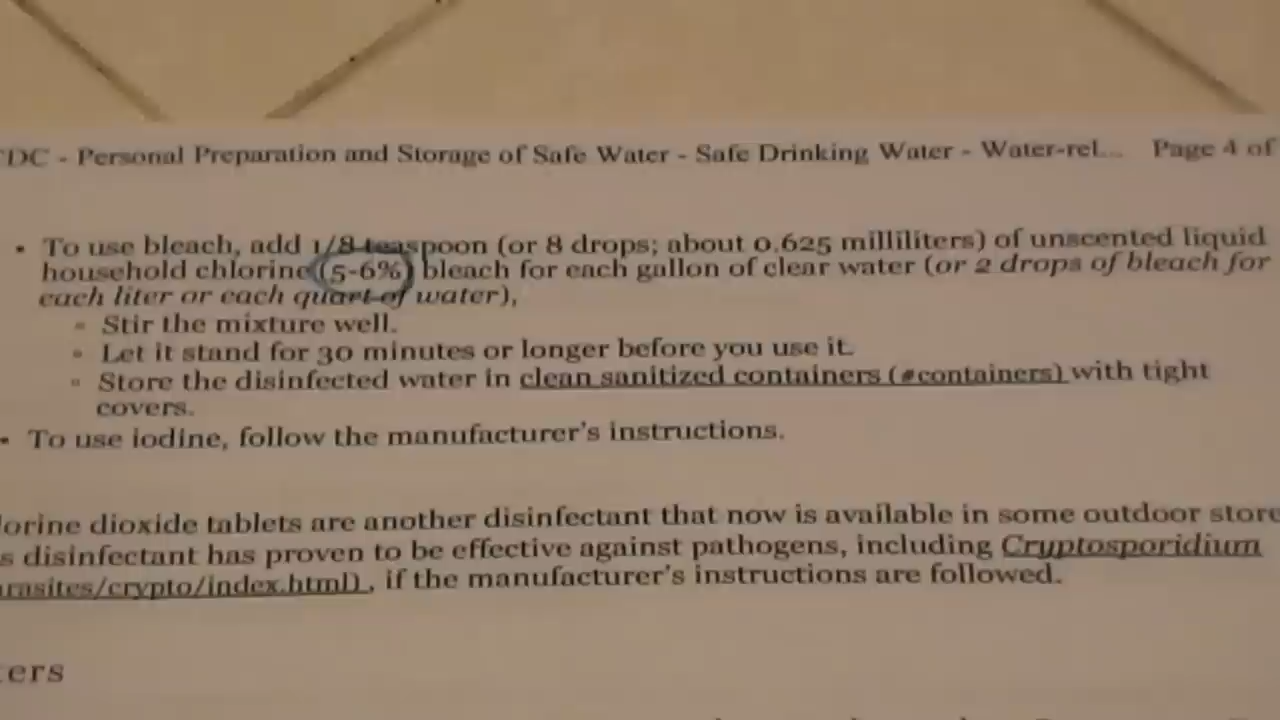 CDC - Personal Preparation and Storage of Safe Water - Safe Drinking Water - Water-rel... Page 4 of
• To use bleach, add 1/8 teaspoon (or 8 drops; about 0.625 milliliters) of unscented liquid
household chlorine (5-6%) bleach for each gallon of clear water (or 2 drops of bleach for
each liter or each quart of water),
◦ Stir the mixture well.
◦ Let it stand for 30 minutes or longer before you use it.
◦ Store the disinfected water in clean sanitized containers (#containers) with tight
covers.
• To use iodine, follow the manufacturer's instructions.
lorine dioxide tablets are another disinfectant that now is available in some outdoor store
s disinfectant has proven to be effective against pathogens, including Cryptosporidium
rasites/crypto/index.html), if the manufacturer's instructions are followed.
ters